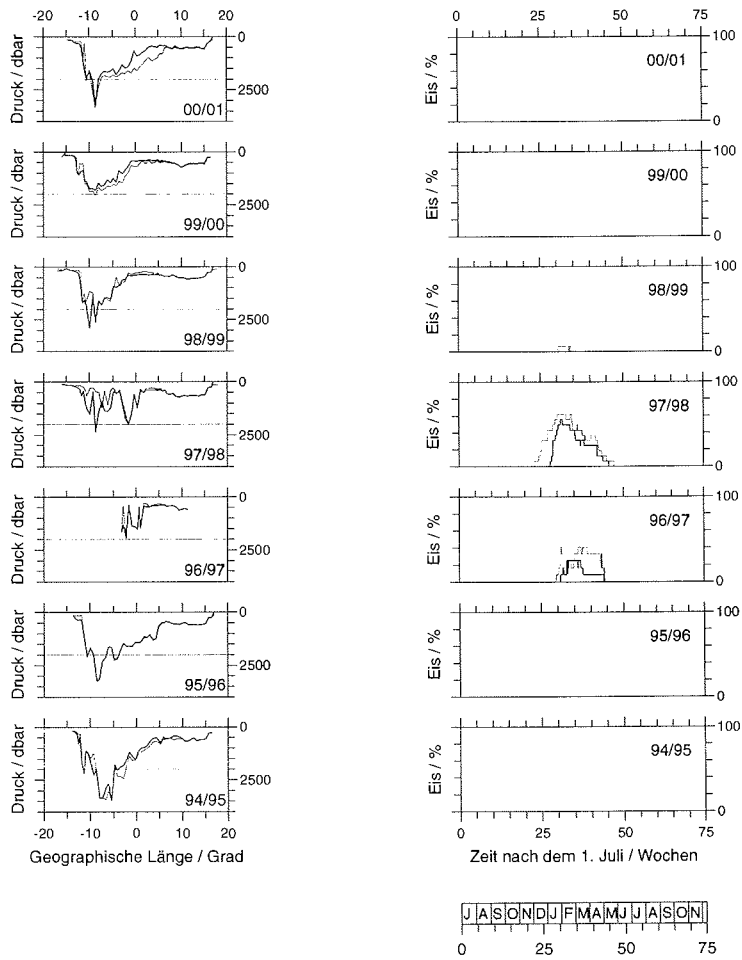 -20 -10 0 10 20
0 25 50 75
Druck / dbar
0
2500
00/01
Eis / %
100
0
00/01
Druck / dbar
0
2500
99/00
Eis / %
100
0
99/00
Druck / dbar
0
2500
98/99
Eis / %
100
0
98/99
Druck / dbar
0
2500
97/98
Eis / %
100
0
97/98
Druck / dbar
0
2500
96/97
Eis / %
100
0
96/97
Druck / dbar
0
2500
95/96
Eis / %
100
0
95/96
Druck / dbar
0
2500
94/95
Eis / %
100
0
94/95
-20 -10 0 10 20
0 25 50 75
Geographische Länge / Grad
Zeit nach dem 1. Juli / Wochen
J A S O N D J F M A M J J A S O N
0 25 50 75